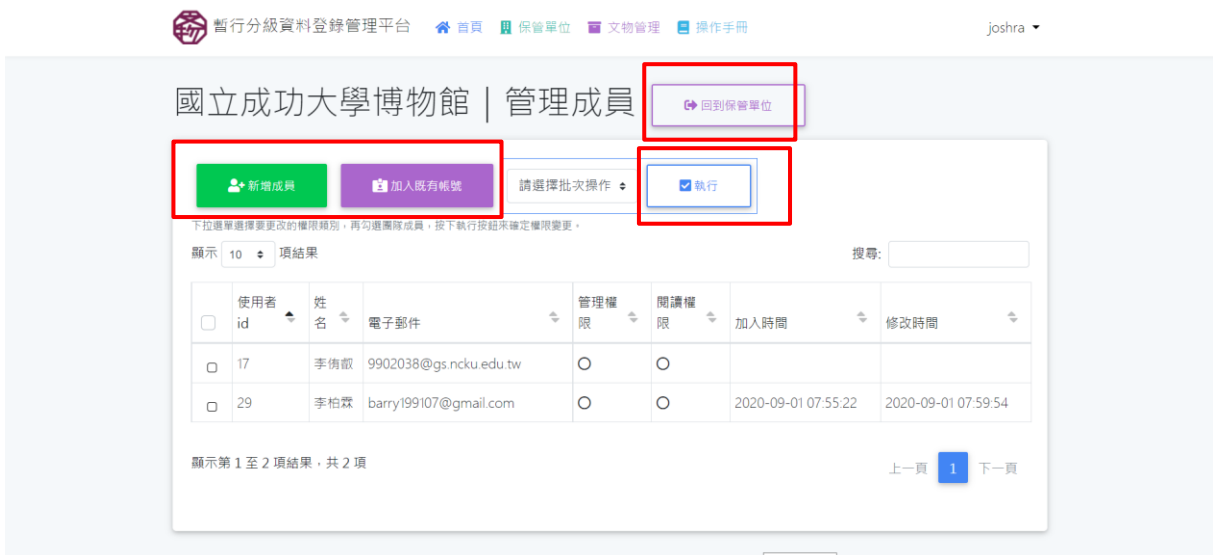 暫行分級資料登錄管理平台 首頁 保管單位 文物管理 操作手冊 joshra
國立成功大學博物館 | 管理成員 回到保管單位
新增成員 加入既有帳號 請選擇批次操作 執行
下拉選單選擇要更改的權限類別,再勾選團隊成員,按下執行按鈕來確定權限變更。
顯示 10 項結果 搜尋:
使用者id 姓名 電子郵件 管理權限 閱讀權限 加入時間 修改時間
17 李侑叡 9902038@gs.ncku.edu.tw
29 李柏霖 barry199107@gmail.com 2020-09-01 07:55:22 2020-09-01 07:59:54
顯示第 1 至 2 項結果,共 2 項 上一頁 1 下一頁